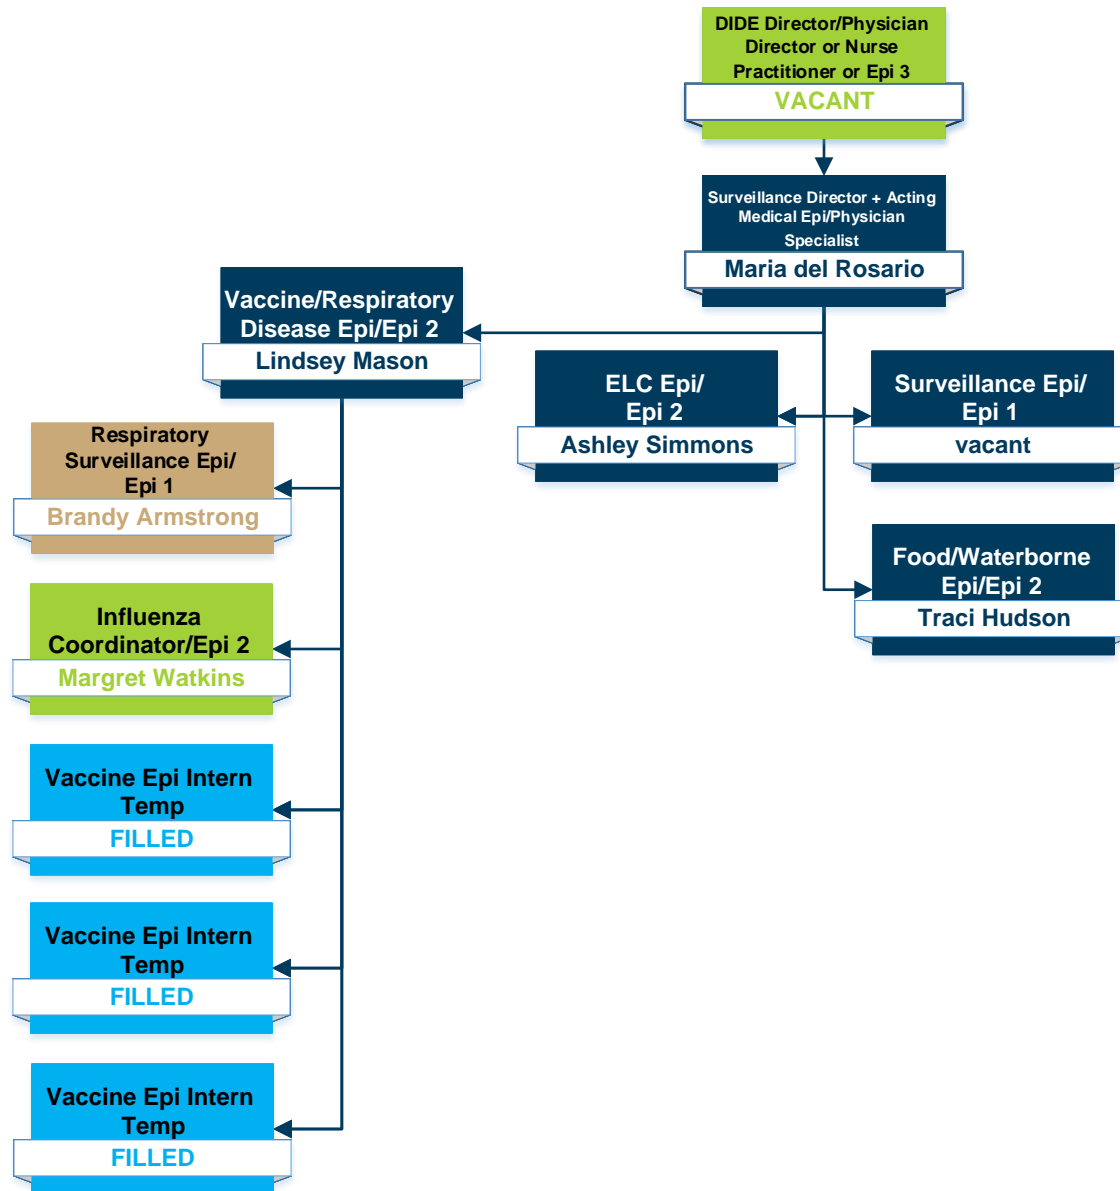 DIDE Director/Physician
Director or Nurse
Practitioner or Epi 3
VACANT
Surveillance Director + Acting
Medical Epi/Physician
Specialist
Maria del Rosario
Vaccine/Respiratory
Disease Epi/Epi 2
Lindsey Mason
ELC Epi/
Epi 2
Ashley Simmons
Surveillance Epi/
Epi 1
vacant
Respiratory
Surveillance Epi/
Epi 1
Brandy Armstrong
Food/Waterborne
Epi/Epi 2
Traci Hudson
Influenza
Coordinator/Epi 2
Margret Watkins
Vaccine Epi Intern
Temp
FILLED
Vaccine Epi Intern
Temp
FILLED
Vaccine Epi Intern
Temp
FILLED